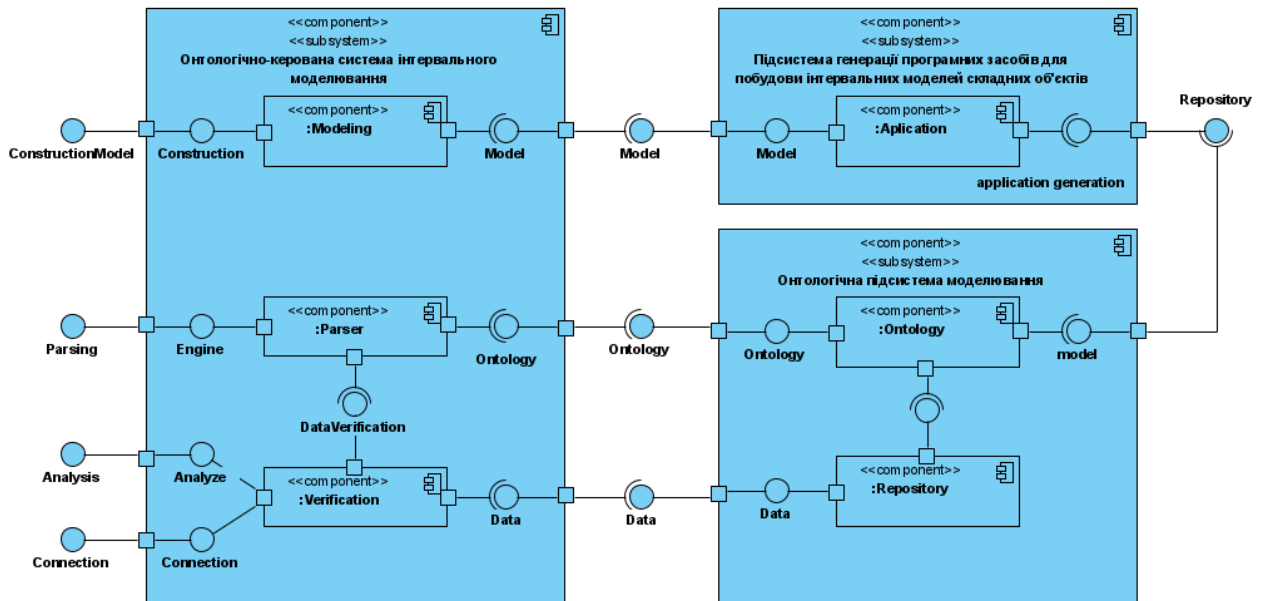 <<component>>
<<subsystem>>
Онтологічно-керована система інтервального
моделювання
<<component>>
:Modeling
ConstructionModel
Construction
Model
Model
<<component>>
<<subsystem>>
Підсистема генерації програмних засобів для
побудови інтервальних моделей складних об'єктів
<<component>>
:Aplication
Model
application generation
Repository
<<component>>
:Parser
Parsing
Engine
Ontology
Ontology
DataVerification
Analysis
Analyze
<<component>>
:Verification
Connection
Connection
Data
Data
<<component>>
<<subsystem>>
Онтологічна підсистема моделювання
<<component>>
:Ontology
Ontology
model
<<component>>
:Repository
Data